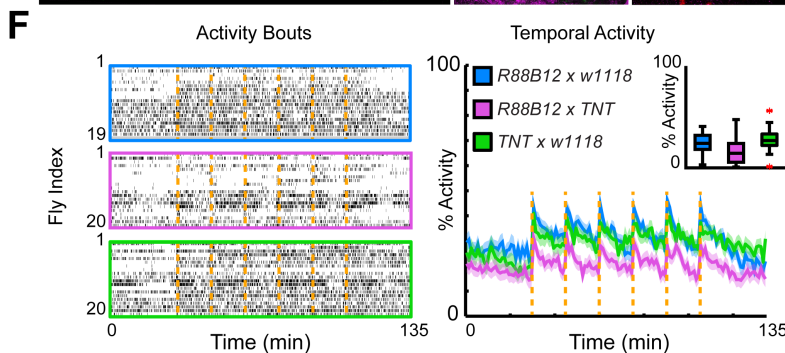 F
Activity Bouts
Fly Index
1
19
1
20
1
20
0
135
Time (min)
Temporal Activity
% Activity
100
0
R88B12 x w1118
R88B12 x TNT
TNT x w1118
% Activity
100
0
0
135
Time (min)